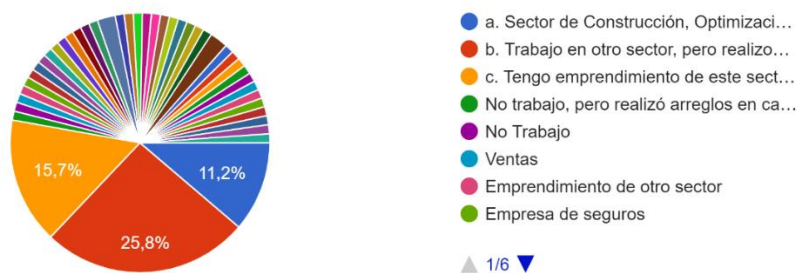 a. Sector de Construcción, Optimizaci…
b. Trabajo en otro sector, pero realizo…
c. Tengo emprendimiento de este sect…
No trabajo, pero realizó arreglos en ca…
No Trabajo
Ventas
Emprendimiento de otro sector
Empresa de seguros
1/6
15,7%
11,2%
25,8%